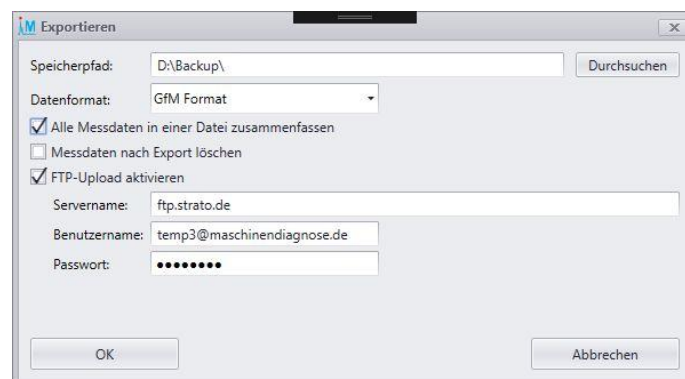 iM Exportieren
Speicherpfad: D:\Backup\ Durchsuchen
Datenformat: GfM Format
Alle Messdaten in einer Datei zusammenfassen
Messdaten nach Export löschen
FTP-Upload aktivieren
Servername: ftp.strato.de
Benutzername: temp3@maschinendiagnose.de
Passwort: ●●●●●●●●
OK Abbrechen